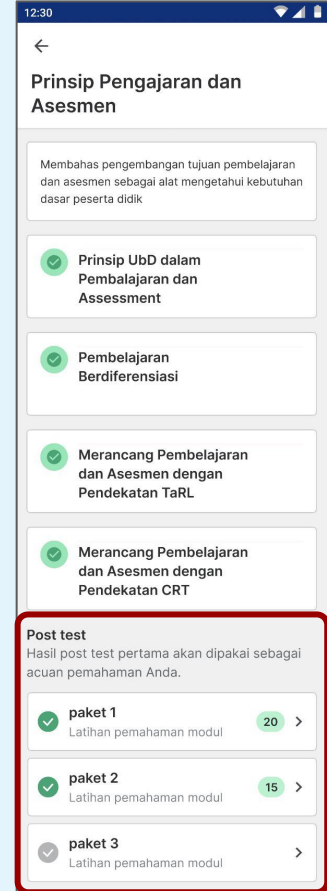 12:30
Prinsip Pengajaran dan
Asesmen
Membahas pengembangan tujuan pembelajaran
dan asesmen sebagai alat mengetahui kebutuhan
dasar peserta didik
Prinsip UbD dalam
Pembalajaran dan
Assessment
Pembelajaran
Berdiferensiasi
Merancang Pembelajaran
dan Asesmen dengan
Pendekatan TaRL
Merancang Pembelajaran
dan Asesmen dengan
Pendekatan CRT
Post test
Hasil post test pertama akan dipakai sebagai
acuan pemahaman Anda.
paket 1
Latihan pemahaman modul
20
paket 2
Latihan pemahaman modul
15
paket 3
Latihan pemahaman modul